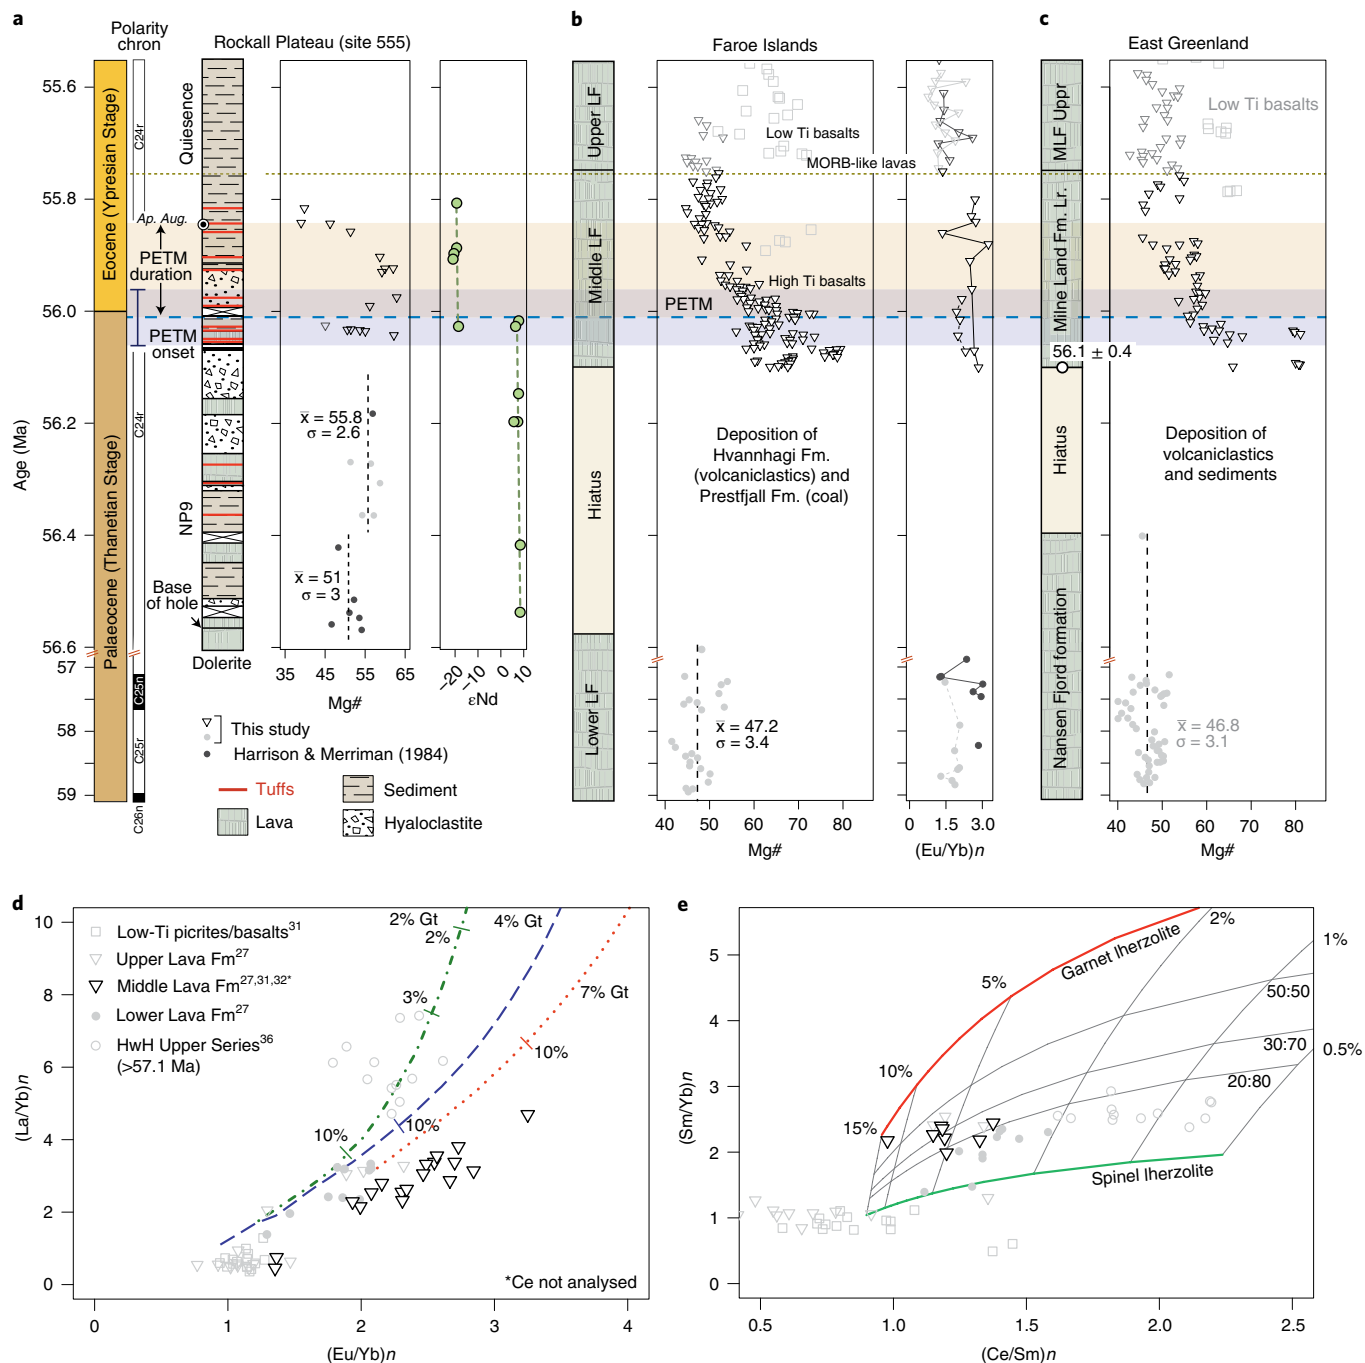 a
Polarity
chron
Rockall Plateau (site 555)
55.6
55.8
56.0
56.2
56.4
56.6
57
58
59
Age (Ma)
Eocene (Ypresian Stage)
Palaeocene (Thanetian Stage)
C24r
C24r
C25n
C25r
C26n
Quiesence
Ap. Aug.
PETM
duration
PETM
onset
NP9
Base
of hole
Dolerite
x̄ = 55.8
σ = 2.6
x̄ = 51
σ = 3
35
45
55
65
Mg#
−20
−10
0
10
εNd
This study
Harrison & Merriman (1984)
Tuffs
Sediment
Lava
Hyaloclastite
b
Faroe Islands
Upper LF
Middle LF
Hiatus
Lower LF
Low Ti basalts
MORB-like lavas
High Ti basalts
PETM
Deposition of
Hvannhagi Fm.
(volcaniclastics) and
Prestfjall Fm. (coal)
x̄ = 47.2
σ = 3.4
40
50
60
70
80
Mg#
0
1.5
3.0
(Eu/Yb)n
c
East Greenland
MLF Uppr
Milne Land Fm. Lr.
Hiatus
Nansen Fjord formation
Low Ti basalts
56.1 ± 0.4
Deposition of
volcaniclastics
and sediments
x̄ = 46.8
σ = 3.1
40
50
60
70
80
Mg#
d
10
8
6
4
2
0
(La/Yb)n
Low-Ti picrites/basalts31
Upper Lava Fm27
Middle Lava Fm27,31,32*
Lower Lava Fm27
HwH Upper Series36
(>57.1 Ma)
2% Gt
2%
4% Gt
3%
7% Gt
10%
10%
10%
*Ce not analysed
0
1
2
3
4
(Eu/Yb)n
e
5
4
3
2
1
0
(Sm/Yb)n
Garnet lherzolite
2%
1%
5%
50:50
30:70
0.5%
10%
20:80
15%
Spinel lherzolite
0.5
1.0
1.5
2.0
2.5
(Ce/Sm)n